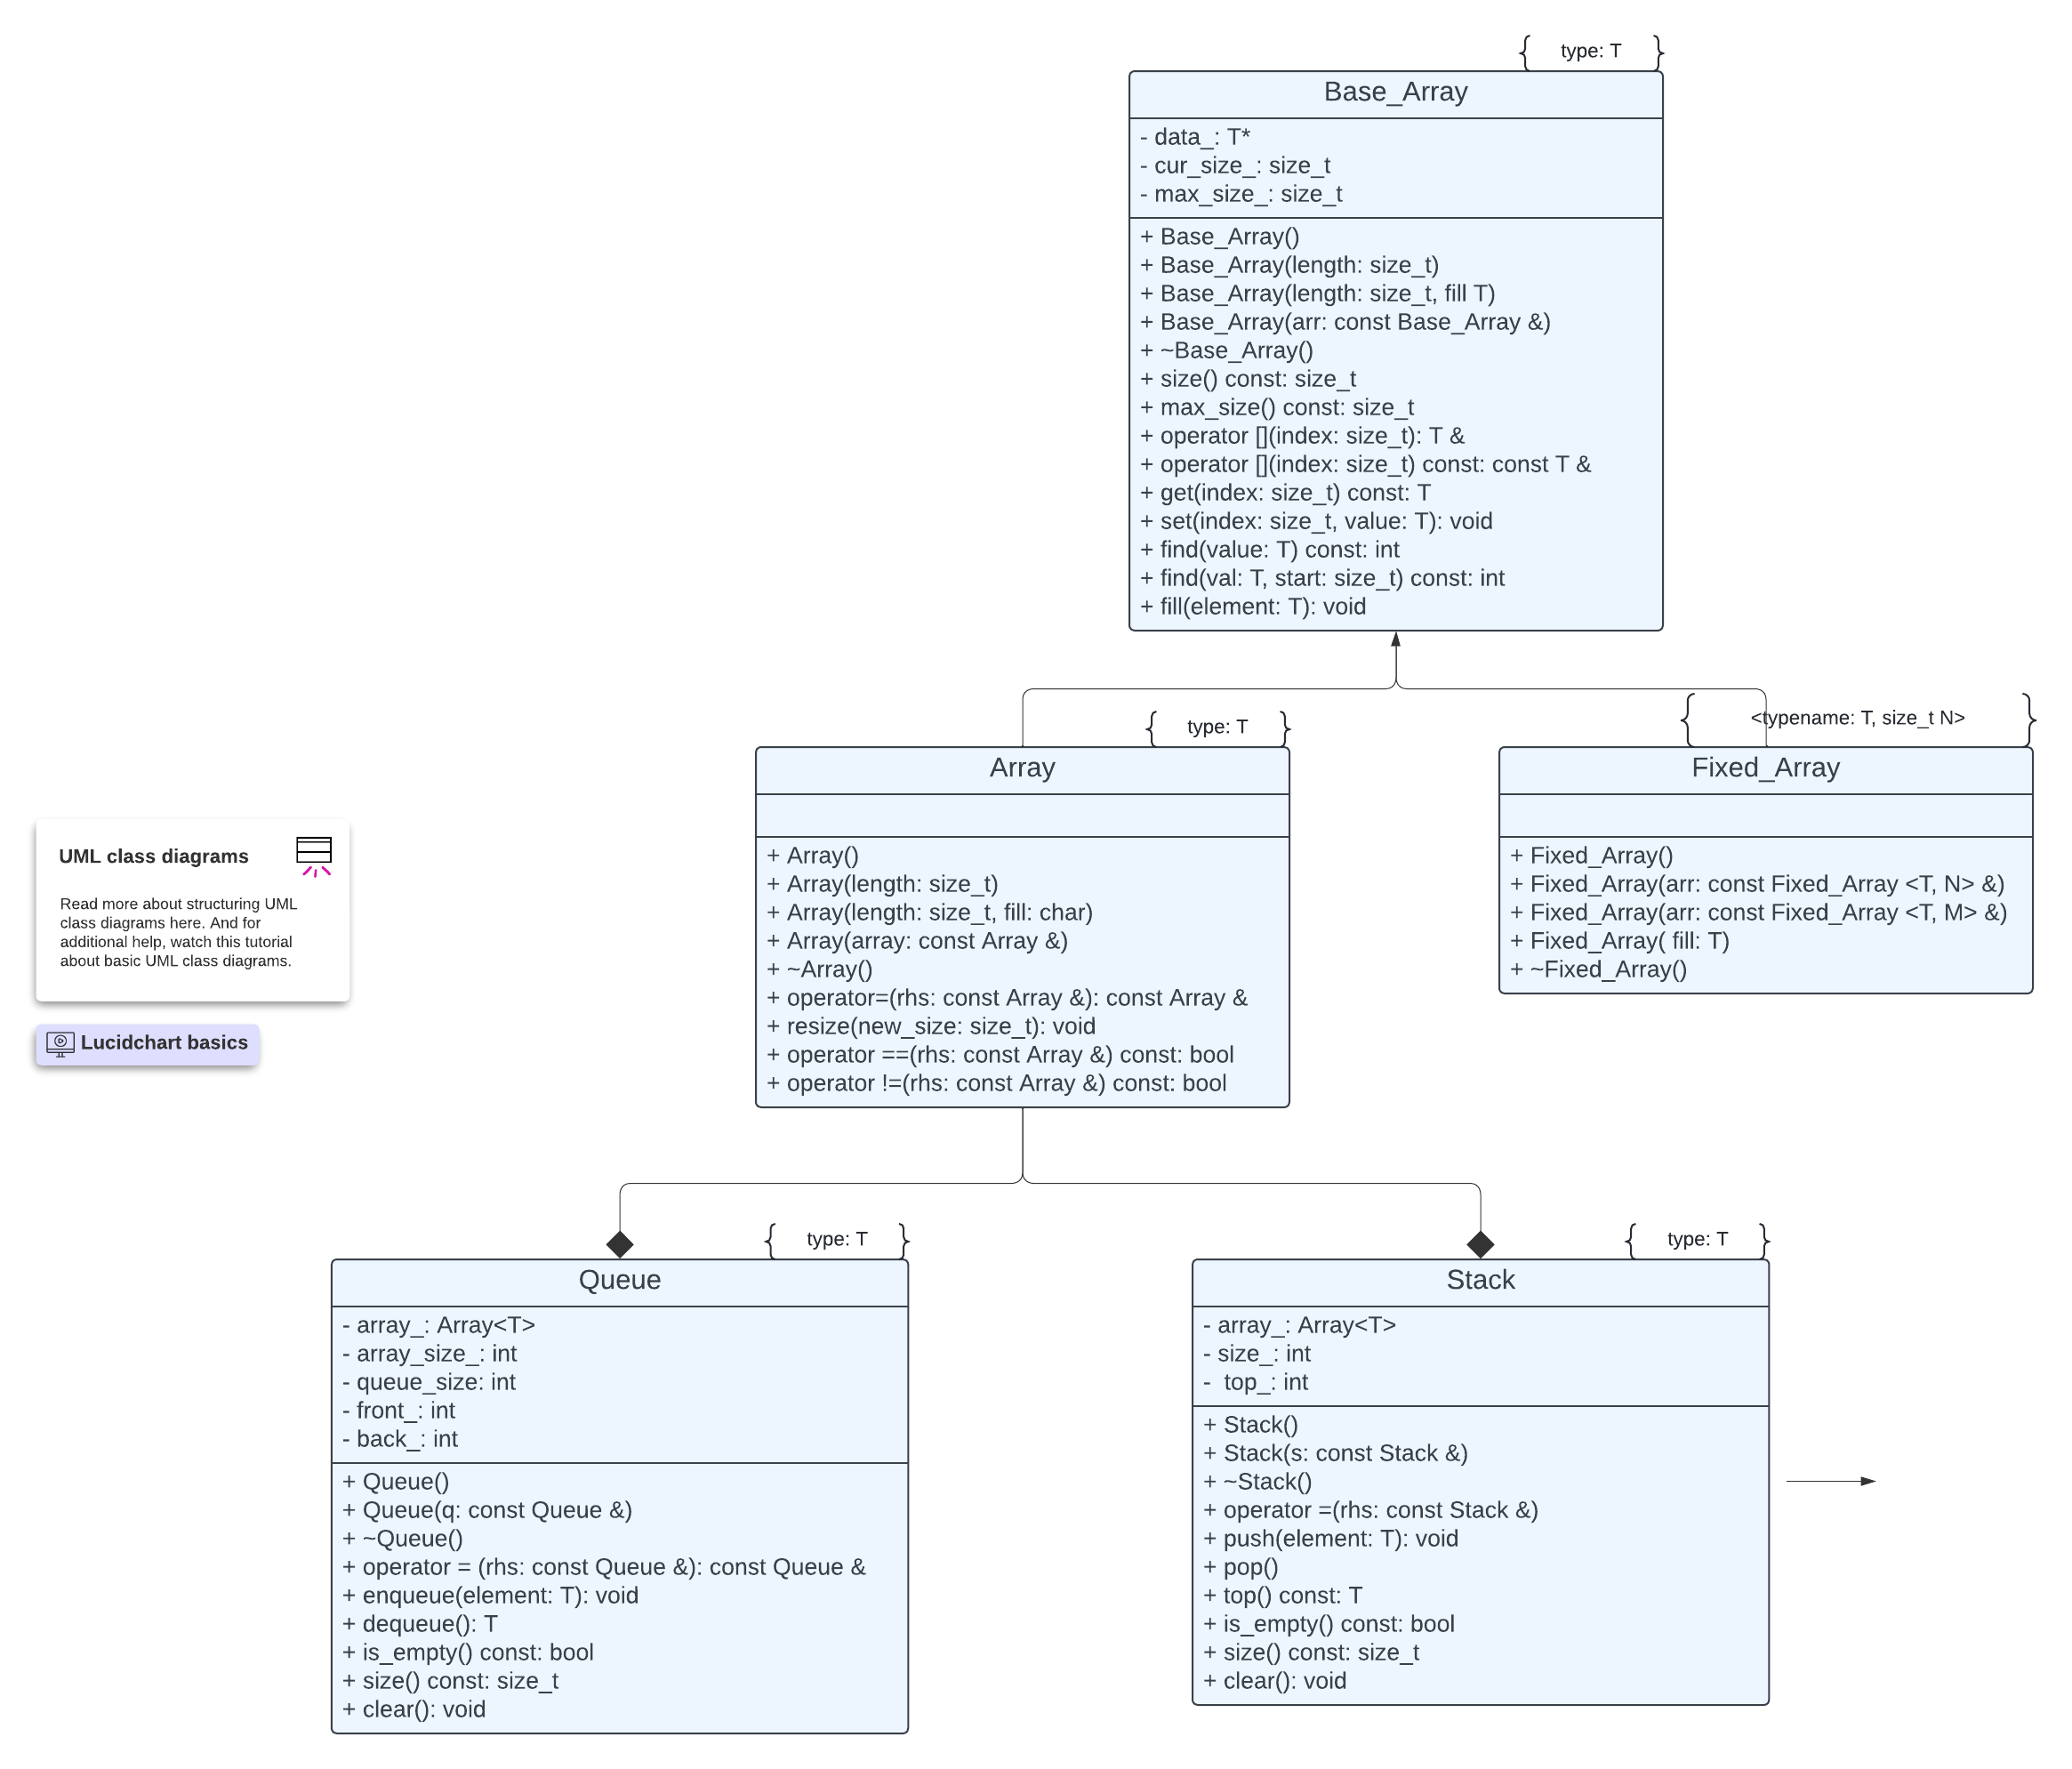 type: T
Base_Array
- data_: T*
- cur_size_: size_t
- max_size_: size_t
+ Base_Array()
+ Base_Array(length: size_t)
+ Base_Array(length: size_t, fill T)
+ Base_Array(arr: const Base_Array &)
+ ~Base_Array()
+ size() const: size_t
+ max_size() const: size_t
+ operator [](index: size_t): T &
+ operator [](index: size_t) const: const T &
+ get(index: size_t) const: T
+ set(index: size_t, value: T): void
+ find(value: T) const: int
+ find(val: T, start: size_t) const: int
+ fill(element: T): void
type: T
Array
+ Array()
+ Array(length: size_t)
+ Array(length: size_t, fill: char)
+ Array(array: const Array &)
+ ~Array()
+ operator=(rhs: const Array &): const Array &
+ resize(new_size: size_t): void
+ operator ==(rhs: const Array &) const: bool
+ operator !=(rhs: const Array &) const: bool
<typename: T, size_t N>
Fixed_Array
+ Fixed_Array()
+ Fixed_Array(arr: const Fixed_Array <T, N> &)
+ Fixed_Array(arr: const Fixed_Array <T, M> &)
+ Fixed_Array( fill: T)
+ ~Fixed_Array()
UML class diagrams
Read more about structuring UML
class diagrams here. And for
additional help, watch this tutorial
about basic UML class diagrams.
Lucidchart basics
type: T
Queue
- array_: Array<T>
- array_size_: int
- queue_size: int
- front_: int
- back_: int
+ Queue()
+ Queue(q: const Queue &)
+ ~Queue()
+ operator = (rhs: const Queue &): const Queue &
+ enqueue(element: T): void
+ dequeue(): T
+ is_empty() const: bool
+ size() const: size_t
+ clear(): void
type: T
Stack
- array_: Array<T>
- size_: int
-  top_: int
+ Stack()
+ Stack(s: const Stack &)
+ ~Stack()
+ operator =(rhs: const Stack &)
+ push(element: T): void
+ pop()
+ top() const: T
+ is_empty() const: bool
+ size() const: size_t
+ clear(): void